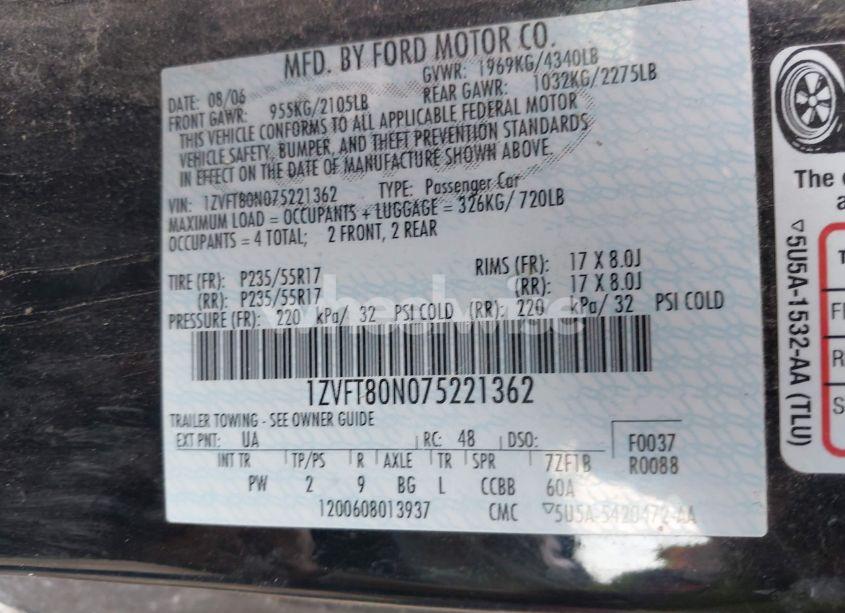 MFD. BY FORD MOTOR CO.
DATE: 08/06 GVWR: 1969KG/4340LB
FRONT GAWR: 955KG/2105LB REAR GAWR: 1032KG/2275LB
THIS VEHICLE CONFORMS TO ALL APPLICABLE FEDERAL MOTOR
VEHICLE SAFETY, BUMPER, AND THEFT PREVENTION STANDARDS
IN EFFECT ON THE DATE OF MANUFACTURE SHOWN ABOVE.
VIN: 1ZVFT80N075221362 TYPE: Passenger Car
MAXIMUM LOAD = OCCUPANTS + LUGGAGE = 326KG/ 720LB
OCCUPANTS = 4 TOTAL; 2 FRONT, 2 REAR
TIRE (FR): P235/55R17 RIMS (FR): 17 X 8.0J
(RR): P235/55R17 (RR): 17 X 8.0J
PRESSURE (FR): 220 kPa/ 32 PSI COLD (RR): 220 kPa/ 32 PSI COLD
1ZVFT80N075221362
TRAILER TOWING - SEE OWNER GUIDE
EXT PNT: UA RC: 48 DSO: F0037
INT TR TP/PS R AXLE TR SPR 7ZF1B R0088
PW 2 9 BG L CCBB 60A
1200608013937 CMC ▽5U5A-5420472-AA
The
a
▽5U5A-1532-AA (TLU)
T
F
R
S